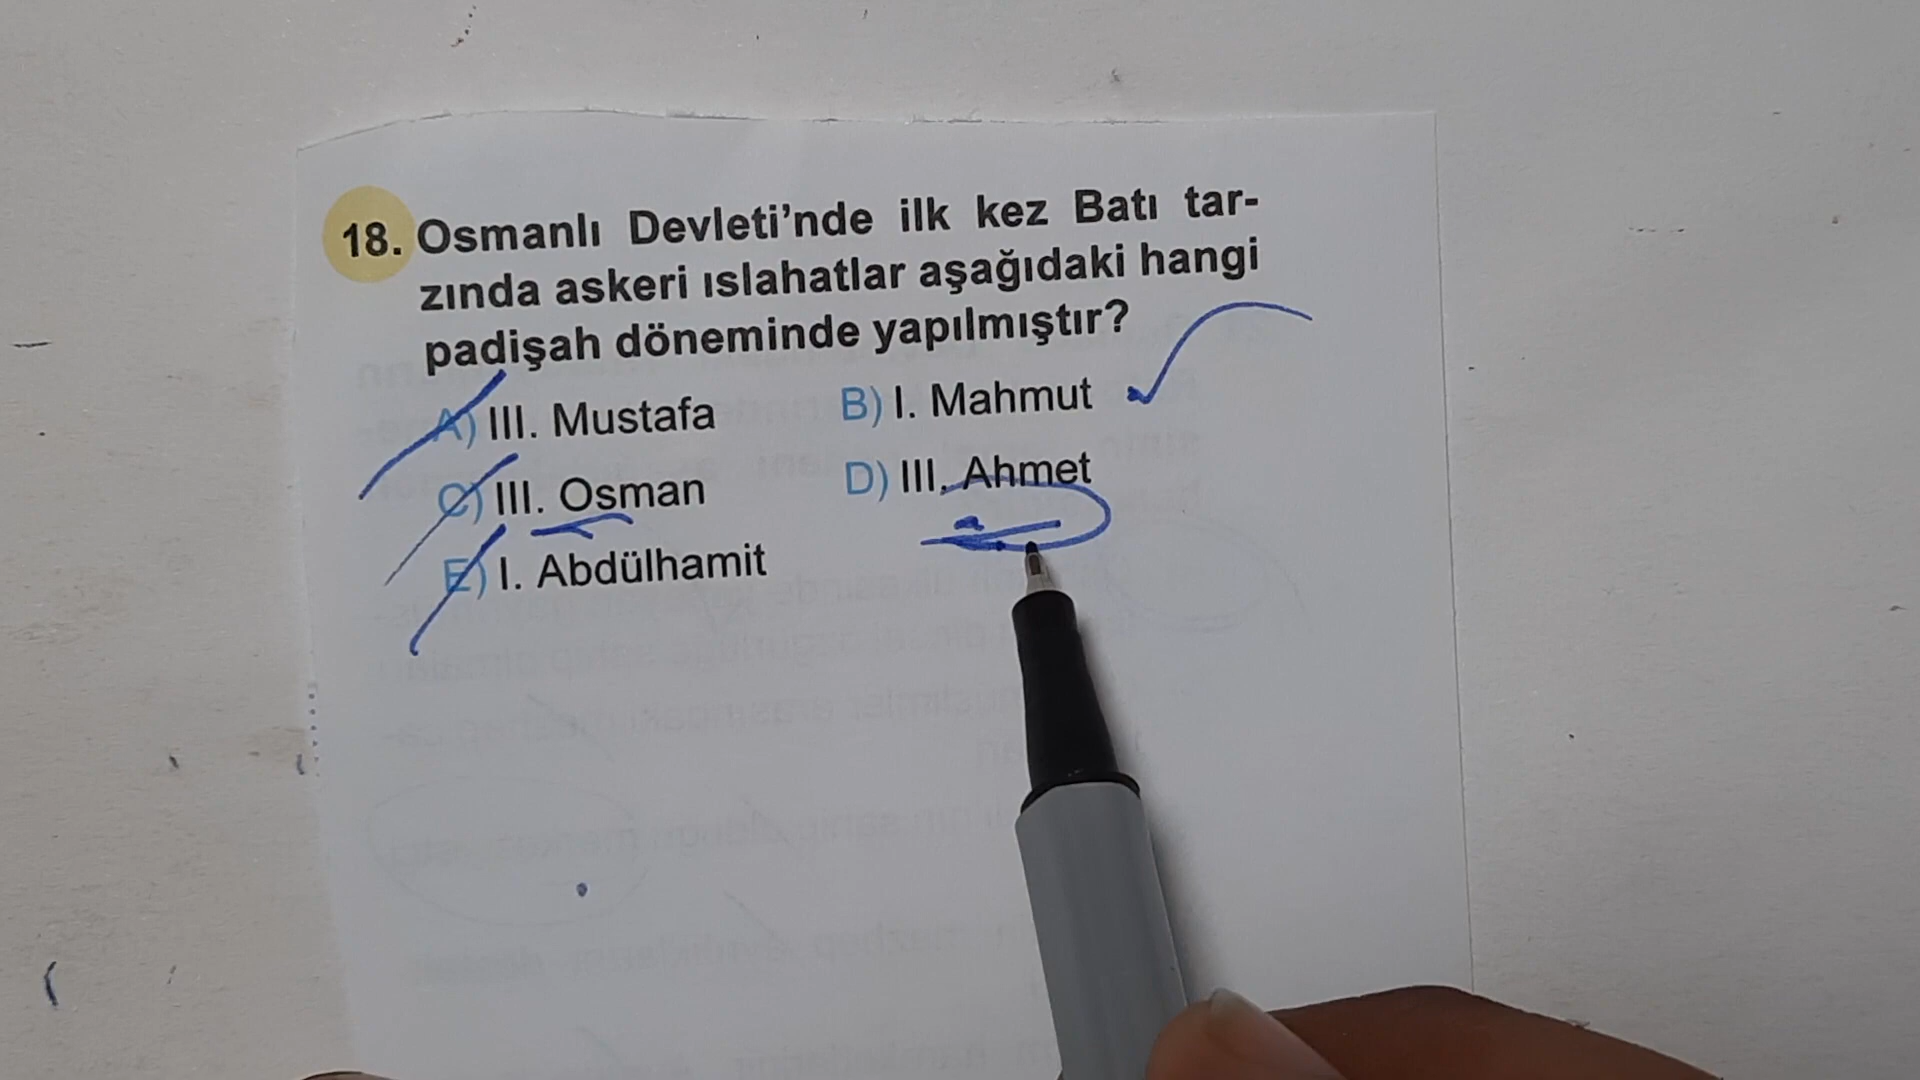 18. Osmanlı Devleti'nde ilk kez Batı tar-
zında askeri ıslahatlar aşağıdaki hangi
padişah döneminde yapılmıştır?
A) III. Mustafa B) I. Mahmut
C) III. Osman D) III. Ahmet
E) I. Abdülhamit